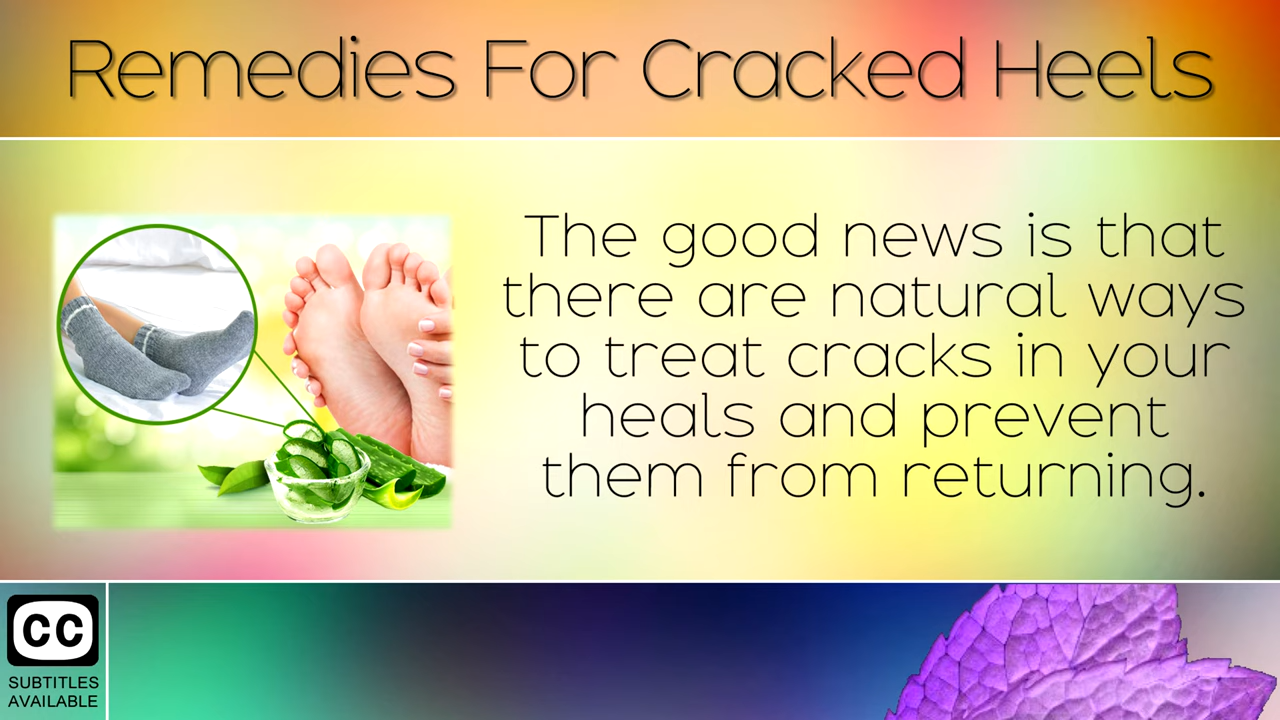 Remedies For Cracked Heels
The good news is that
there are natural ways
to treat cracks in your
heals and prevent
them from returning.
CC
SUBTITLES
AVAILABLE